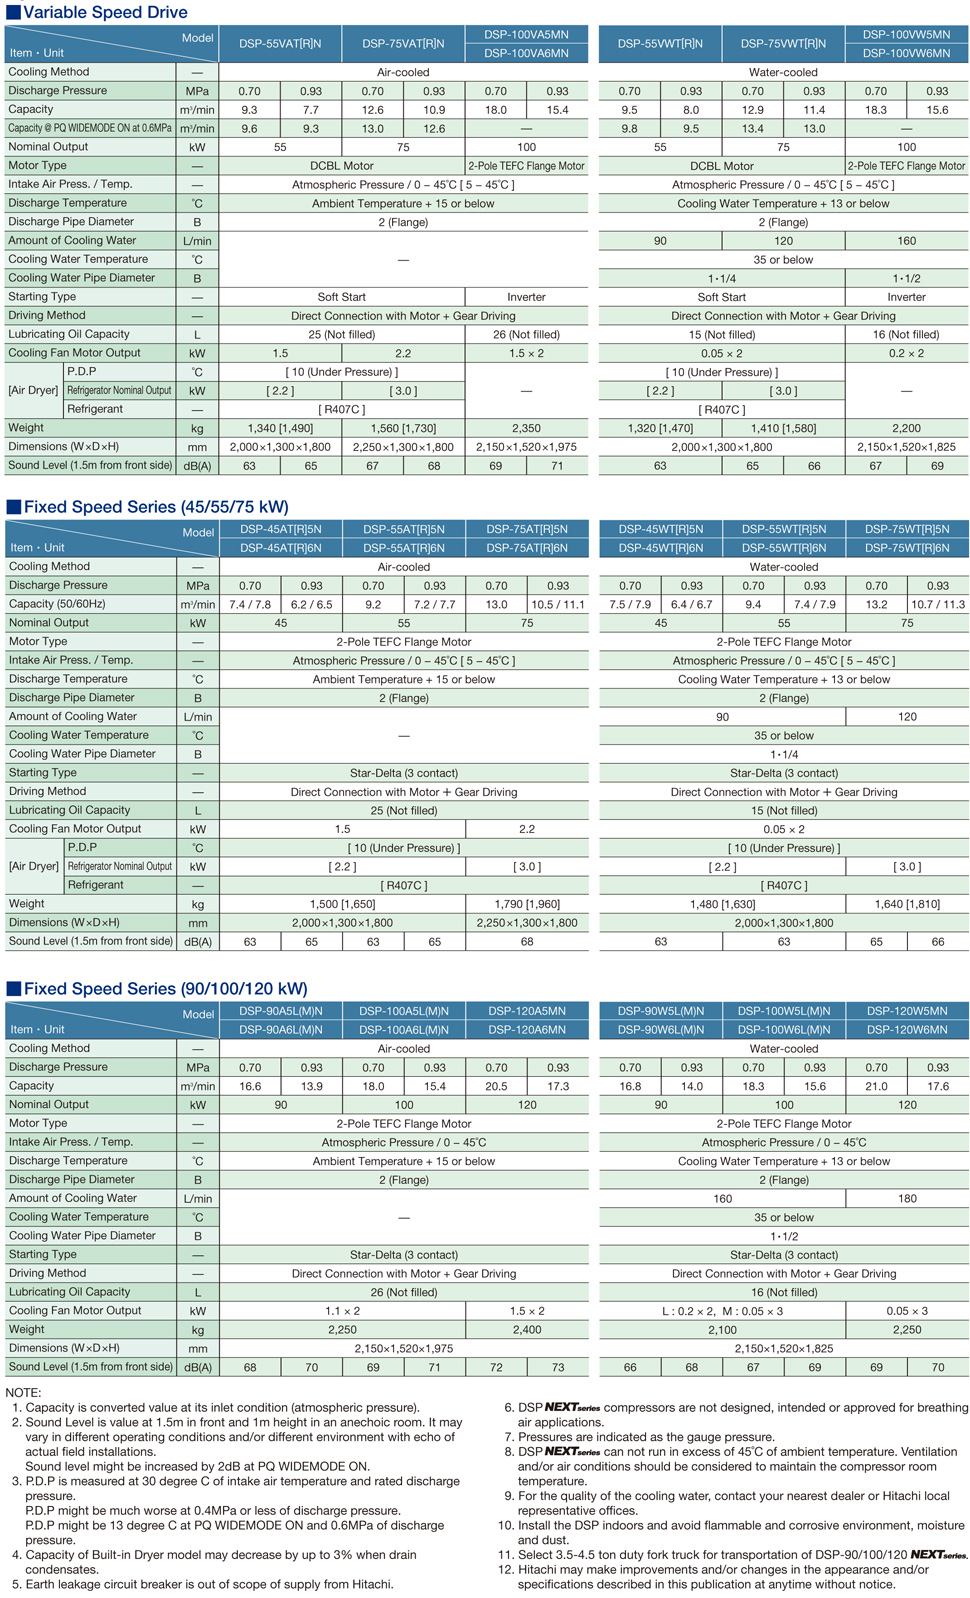 ■Variable Speed Drive
Item・Unit Model DSP-55VAT[R]N DSP-75VAT[R]N DSP-100VA5MN DSP-100VA6MN DSP-55VWT[R]N DSP-75VWT[R]N DSP-100VW5MN DSP-100VW6MN
Cooling Method — Air-cooled Water-cooled
Discharge Pressure MPa 0.70 0.93 0.70 0.93 0.70 0.93 0.70 0.93 0.70 0.93 0.70 0.93
Capacity m³/min 9.3 7.7 12.6 10.9 18.0 15.4 9.5 8.0 12.9 11.4 18.3 15.6
Capacity @ PQ WIDEMODE ON at 0.6MPa m³/min 9.6 9.3 13.0 12.6 — 9.8 9.5 13.4 13.0 —
Nominal Output kW 55 75 100 55 75 100
Motor Type — DCBL Motor 2-Pole TEFC Flange Motor DCBL Motor 2-Pole TEFC Flange Motor
Intake Air Press. / Temp. — Atmospheric Pressure / 0 – 45°C [ 5 – 45°C ] Atmospheric Pressure / 0 – 45°C [ 5 – 45°C ]
Discharge Temperature °C Ambient Temperature + 15 or below Cooling Water Temperature + 13 or below
Discharge Pipe Diameter B 2 (Flange) 2 (Flange)
Amount of Cooling Water L/min 90 120 160
Cooling Water Temperature °C — 35 or below
Cooling Water Pipe Diameter B 1・1/4 1・1/2
Starting Type — Soft Start Inverter Soft Start Inverter
Driving Method — Direct Connection with Motor + Gear Driving Direct Connection with Motor + Gear Driving
Lubricating Oil Capacity L 25 (Not filled) 26 (Not filled) 15 (Not filled) 16 (Not filled)
Cooling Fan Motor Output kW 1.5 2.2 1.5 × 2 0.05 × 2 0.2 × 2
[Air Dryer] P.D.P °C [ 10 (Under Pressure) ] [ 10 (Under Pressure) ]
Refrigerator Nominal Output kW [ 2.2 ] [ 3.0 ] — [ 2.2 ] [ 3.0 ] —
Refrigerant — [ R407C ] [ R407C ]
Weight kg 1,340 [1,490] 1,560 [1,730] 2,350 1,320 [1,470] 1,410 [1,580] 2,200
Dimensions (W×D×H) mm 2,000×1,300×1,800 2,250×1,300×1,800 2,150×1,520×1,975 2,000×1,300×1,800 2,150×1,520×1,825
Sound Level (1.5m from front side) dB(A) 63 65 67 68 69 71 63 65 66 67 69
■Fixed Speed Series (45/55/75 kW)
Item・Unit Model DSP-45AT[R]5N DSP-45AT[R]6N DSP-55AT[R]5N DSP-55AT[R]6N DSP-75AT[R]5N DSP-75AT[R]6N DSP-45WT[R]5N DSP-45WT[R]6N DSP-55WT[R]5N DSP-55WT[R]6N DSP-75WT[R]5N DSP-75WT[R]6N
Cooling Method — Air-cooled Water-cooled
Discharge Pressure MPa 0.70 0.93 0.70 0.93 0.70 0.93 0.70 0.93 0.70 0.93 0.70 0.93
Capacity (50/60Hz) m³/min 7.4 / 7.8 6.2 / 6.5 9.2 7.2 / 7.7 13.0 10.5 / 11.1 7.5 / 7.9 6.4 / 6.7 9.4 7.4 / 7.9 13.2 10.7 / 11.3
Nominal Output kW 45 55 75 45 55 75
Motor Type — 2-Pole TEFC Flange Motor 2-Pole TEFC Flange Motor
Intake Air Press. / Temp. — Atmospheric Pressure / 0 – 45°C [ 5 – 45°C ] Atmospheric Pressure / 0 – 45°C [ 5 – 45°C ]
Discharge Temperature °C Ambient Temperature + 15 or below Cooling Water Temperature + 13 or below
Discharge Pipe Diameter B 2 (Flange) 2 (Flange)
Amount of Cooling Water L/min 90 120
Cooling Water Temperature °C — 35 or below
Cooling Water Pipe Diameter B 1・1/4
Starting Type — Star-Delta (3 contact) Star-Delta (3 contact)
Driving Method — Direct Connection with Motor + Gear Driving Direct Connection with Motor + Gear Driving
Lubricating Oil Capacity L 25 (Not filled) 15 (Not filled)
Cooling Fan Motor Output kW 1.5 2.2 0.05 × 2
[Air Dryer] P.D.P °C [ 10 (Under Pressure) ] [ 10 (Under Pressure) ]
Refrigerator Nominal Output kW [ 2.2 ] [ 3.0 ] [ 2.2 ] [ 3.0 ]
Refrigerant — [ R407C ] [ R407C ]
Weight kg 1,500 [1,650] 1,790 [1,960] 1,480 [1,630] 1,640 [1,810]
Dimensions (W×D×H) mm 2,000×1,300×1,800 2,250×1,300×1,800 2,000×1,300×1,800
Sound Level (1.5m from front side) dB(A) 63 65 63 65 68 63 63 65 66
■Fixed Speed Series (90/100/120 kW)
Item・Unit Model DSP-90A5L(M)N DSP-90A6L(M)N DSP-100A5L(M)N DSP-100A6L(M)N DSP-120A5MN DSP-120A6MN DSP-90W5L(M)N DSP-90W6L(M)N DSP-100W5L(M)N DSP-100W6L(M)N DSP-120W5MN DSP-120W6MN
Cooling Method — Air-cooled Water-cooled
Discharge Pressure MPa 0.70 0.93 0.70 0.93 0.70 0.93 0.70 0.93 0.70 0.93 0.70 0.93
Capacity m³/min 16.6 13.9 18.0 15.4 20.5 17.3 16.8 14.0 18.3 15.6 21.0 17.6
Nominal Output kW 90 100 120 90 100 120
Motor Type — 2-Pole TEFC Flange Motor 2-Pole TEFC Flange Motor
Intake Air Press. / Temp. — Atmospheric Pressure / 0 – 45°C Atmospheric Pressure / 0 – 45°C
Discharge Temperature °C Ambient Temperature + 15 or below Cooling Water Temperature + 13 or below
Discharge Pipe Diameter B 2 (Flange) 2 (Flange)
Amount of Cooling Water L/min 160 180
Cooling Water Temperature °C — 35 or below
Cooling Water Pipe Diameter B 1・1/2
Starting Type — Star-Delta (3 contact) Star-Delta (3 contact)
Driving Method — Direct Connection with Motor + Gear Driving Direct Connection with Motor + Gear Driving
Lubricating Oil Capacity L 26 (Not filled) 16 (Not filled)
Cooling Fan Motor Output kW 1.1 × 2 1.5 × 2 L : 0.2 × 2, M : 0.05 × 3 0.05 × 3
Weight kg 2,250 2,400 2,100 2,250
Dimensions (W×D×H) mm 2,150×1,520×1,975 2,150×1,520×1,825
Sound Level (1.5m from front side) dB(A) 68 70 69 71 72 73 66 68 67 69 69 70
NOTE:
1. Capacity is converted value at its inlet condition (atmospheric pressure).
2. Sound Level is value at 1.5m in front and 1m height in an anechoic room. It may
vary in different operating conditions and/or different environment with echo of
actual field installations.
Sound level might be increased by 2dB at PQ WIDEMODE ON.
3. P.D.P is measured at 30 degree C of intake air temperature and rated discharge
pressure.
P.D.P might be much worse at 0.4MPa or less of discharge pressure.
P.D.P might be 13 degree C at PQ WIDEMODE ON and 0.6MPa of discharge
pressure.
4. Capacity of Built-in Dryer model may decrease by up to 3% when drain
condensates.
5. Earth leakage circuit breaker is out of scope of supply from Hitachi.
6. DSP NEXTseries compressors are not designed, intended or approved for breathing
air applications.
7. Pressures are indicated as the gauge pressure.
8. DSP NEXTseries can not run in excess of 45°C of ambient temperature. Ventilation
and/or air conditions should be considered to maintain the compressor room
temperature.
9. For the quality of the cooling water, contact your nearest dealer or Hitachi local
representative offices.
10. Install the DSP indoors and avoid flammable and corrosive environment, moisture
and dust.
11. Select 3.5-4.5 ton duty fork truck for transportation of DSP-90/100/120 NEXTseries.
12. Hitachi may make improvements and/or changes in the appearance and/or
specifications described in this publication at anytime without notice.